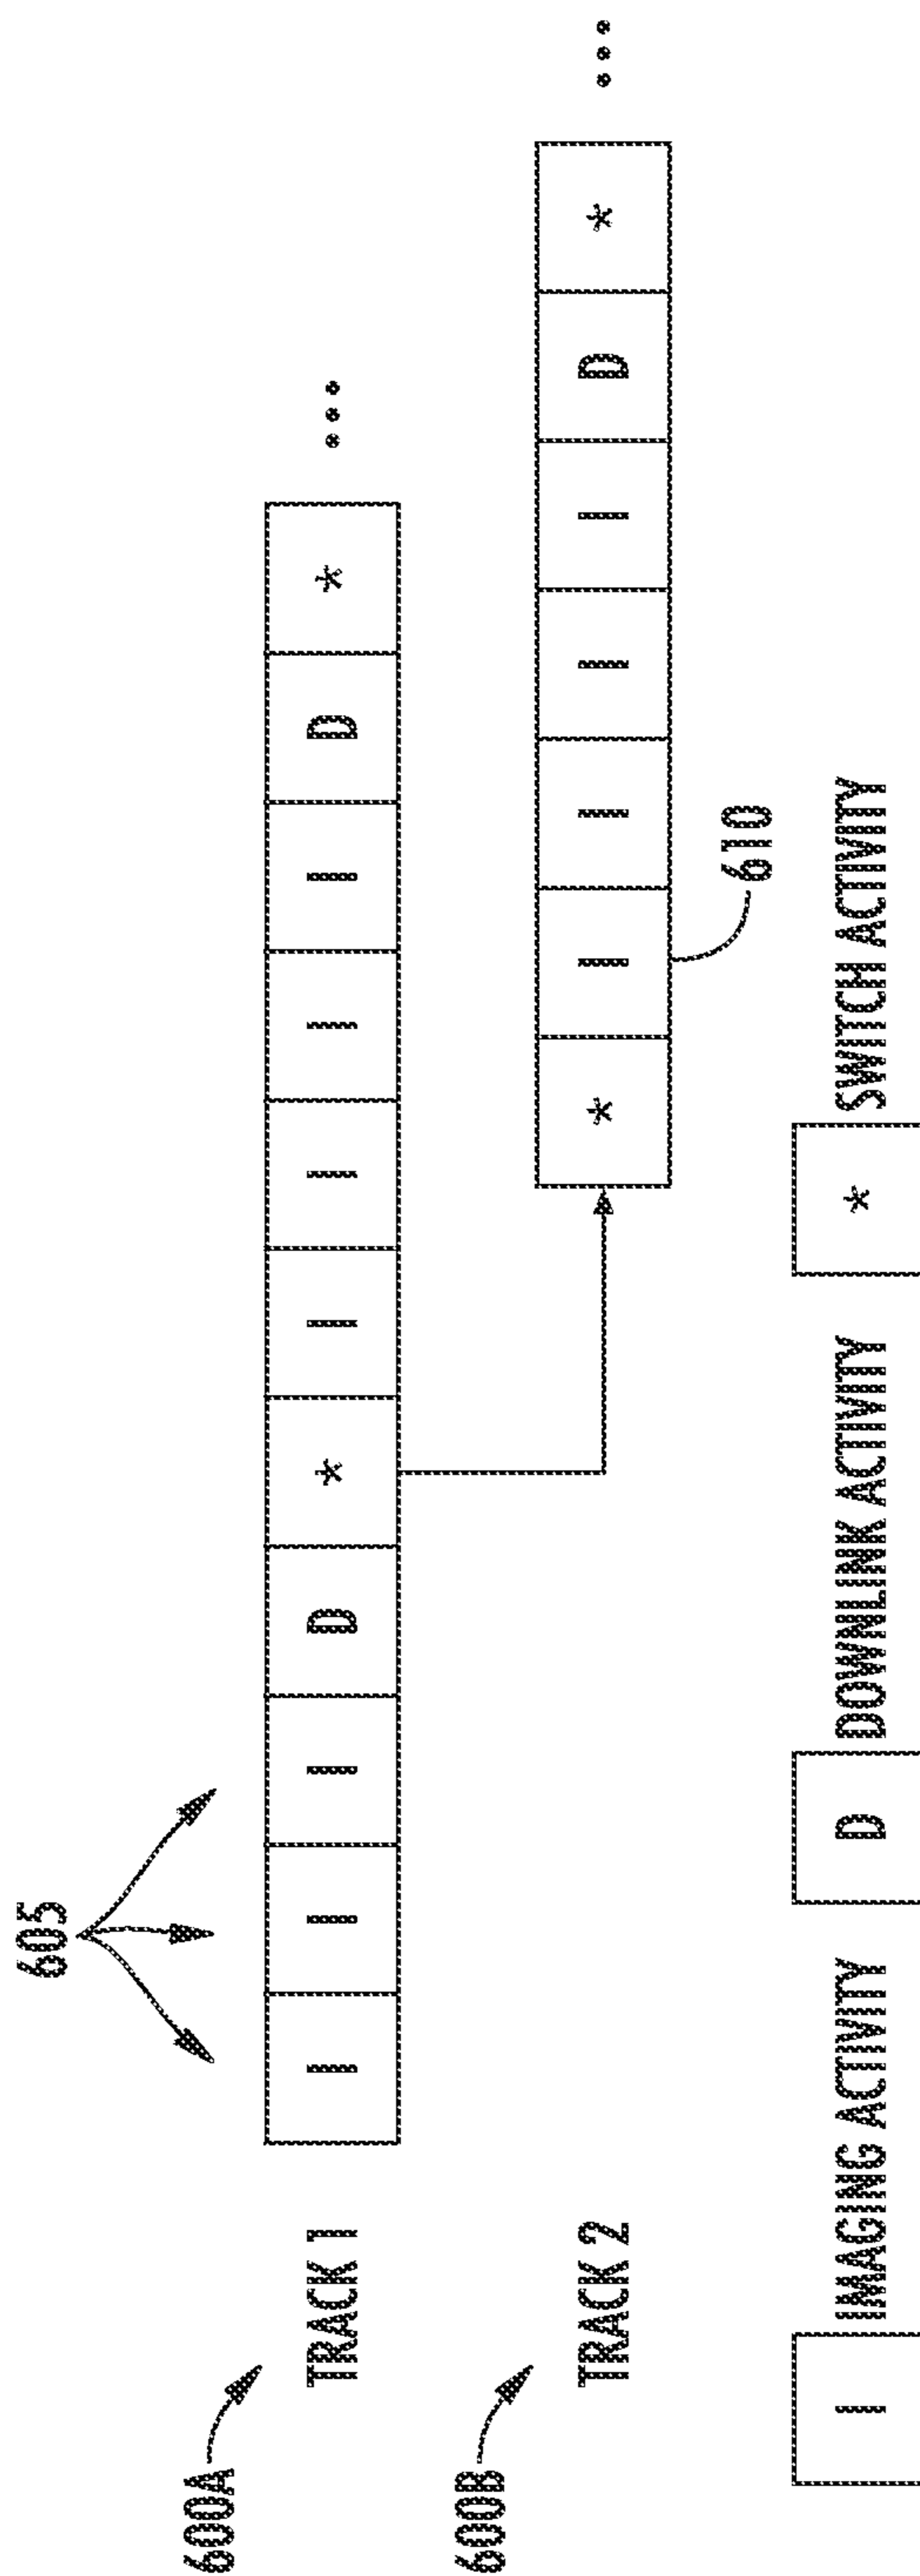 605
600A
TRACK 1 I I I D * I I I I D * •••
600B
TRACK 2 * I I I I D * •••
610
I IMAGING ACTIVITY D DOWNLINK ACTIVITY * SWITCH ACTIVITY